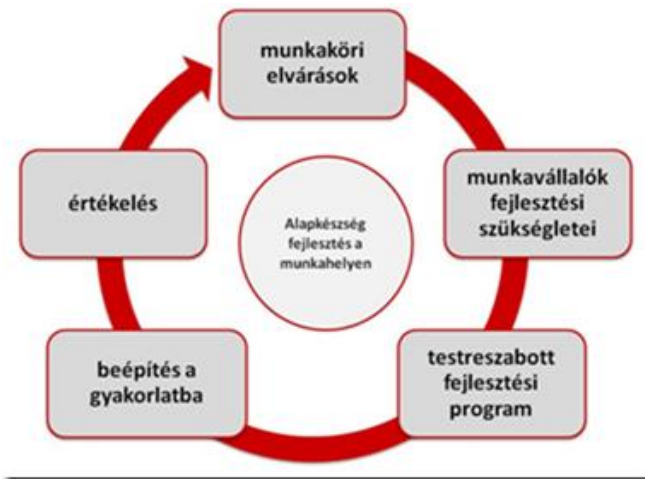 munkaköri
elvárások
munkavállalók
fejlesztési
szükségletei
testreszabott
fejlesztési
program
beépítés a
gyakorlatba
értékelés
Alapkészség
fejlesztés a
munkahelyen